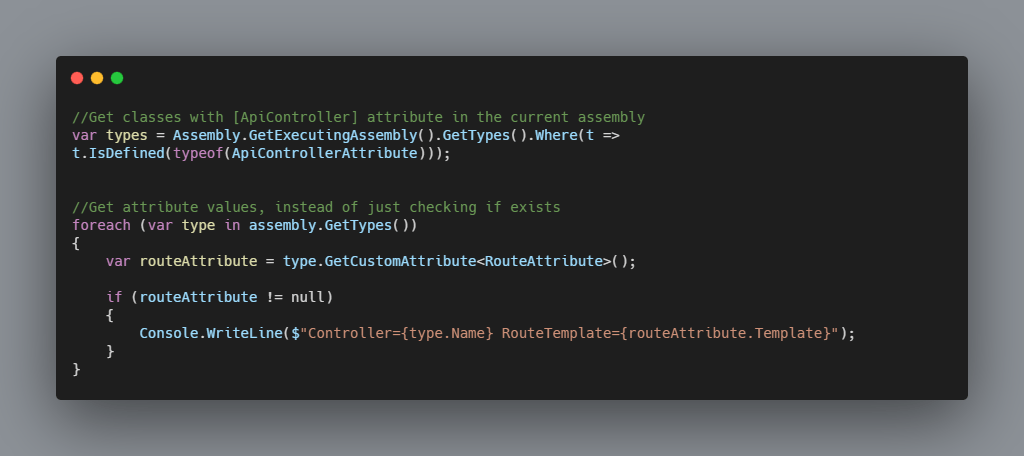 //Get classes with [ApiController] attribute in the current assembly
var types = Assembly.GetExecutingAssembly().GetTypes().Where(t =>
t.IsDefined(typeof(ApiControllerAttribute)));
//Get attribute values, instead of just checking if exists
foreach (var type in assembly.GetTypes())
{
    var routeAttribute = type.GetCustomAttribute<RouteAttribute>();
    if (routeAttribute != null)
    {
        Console.WriteLine($"Controller={type.Name} RouteTemplate={routeAttribute.Template}");
    }
}